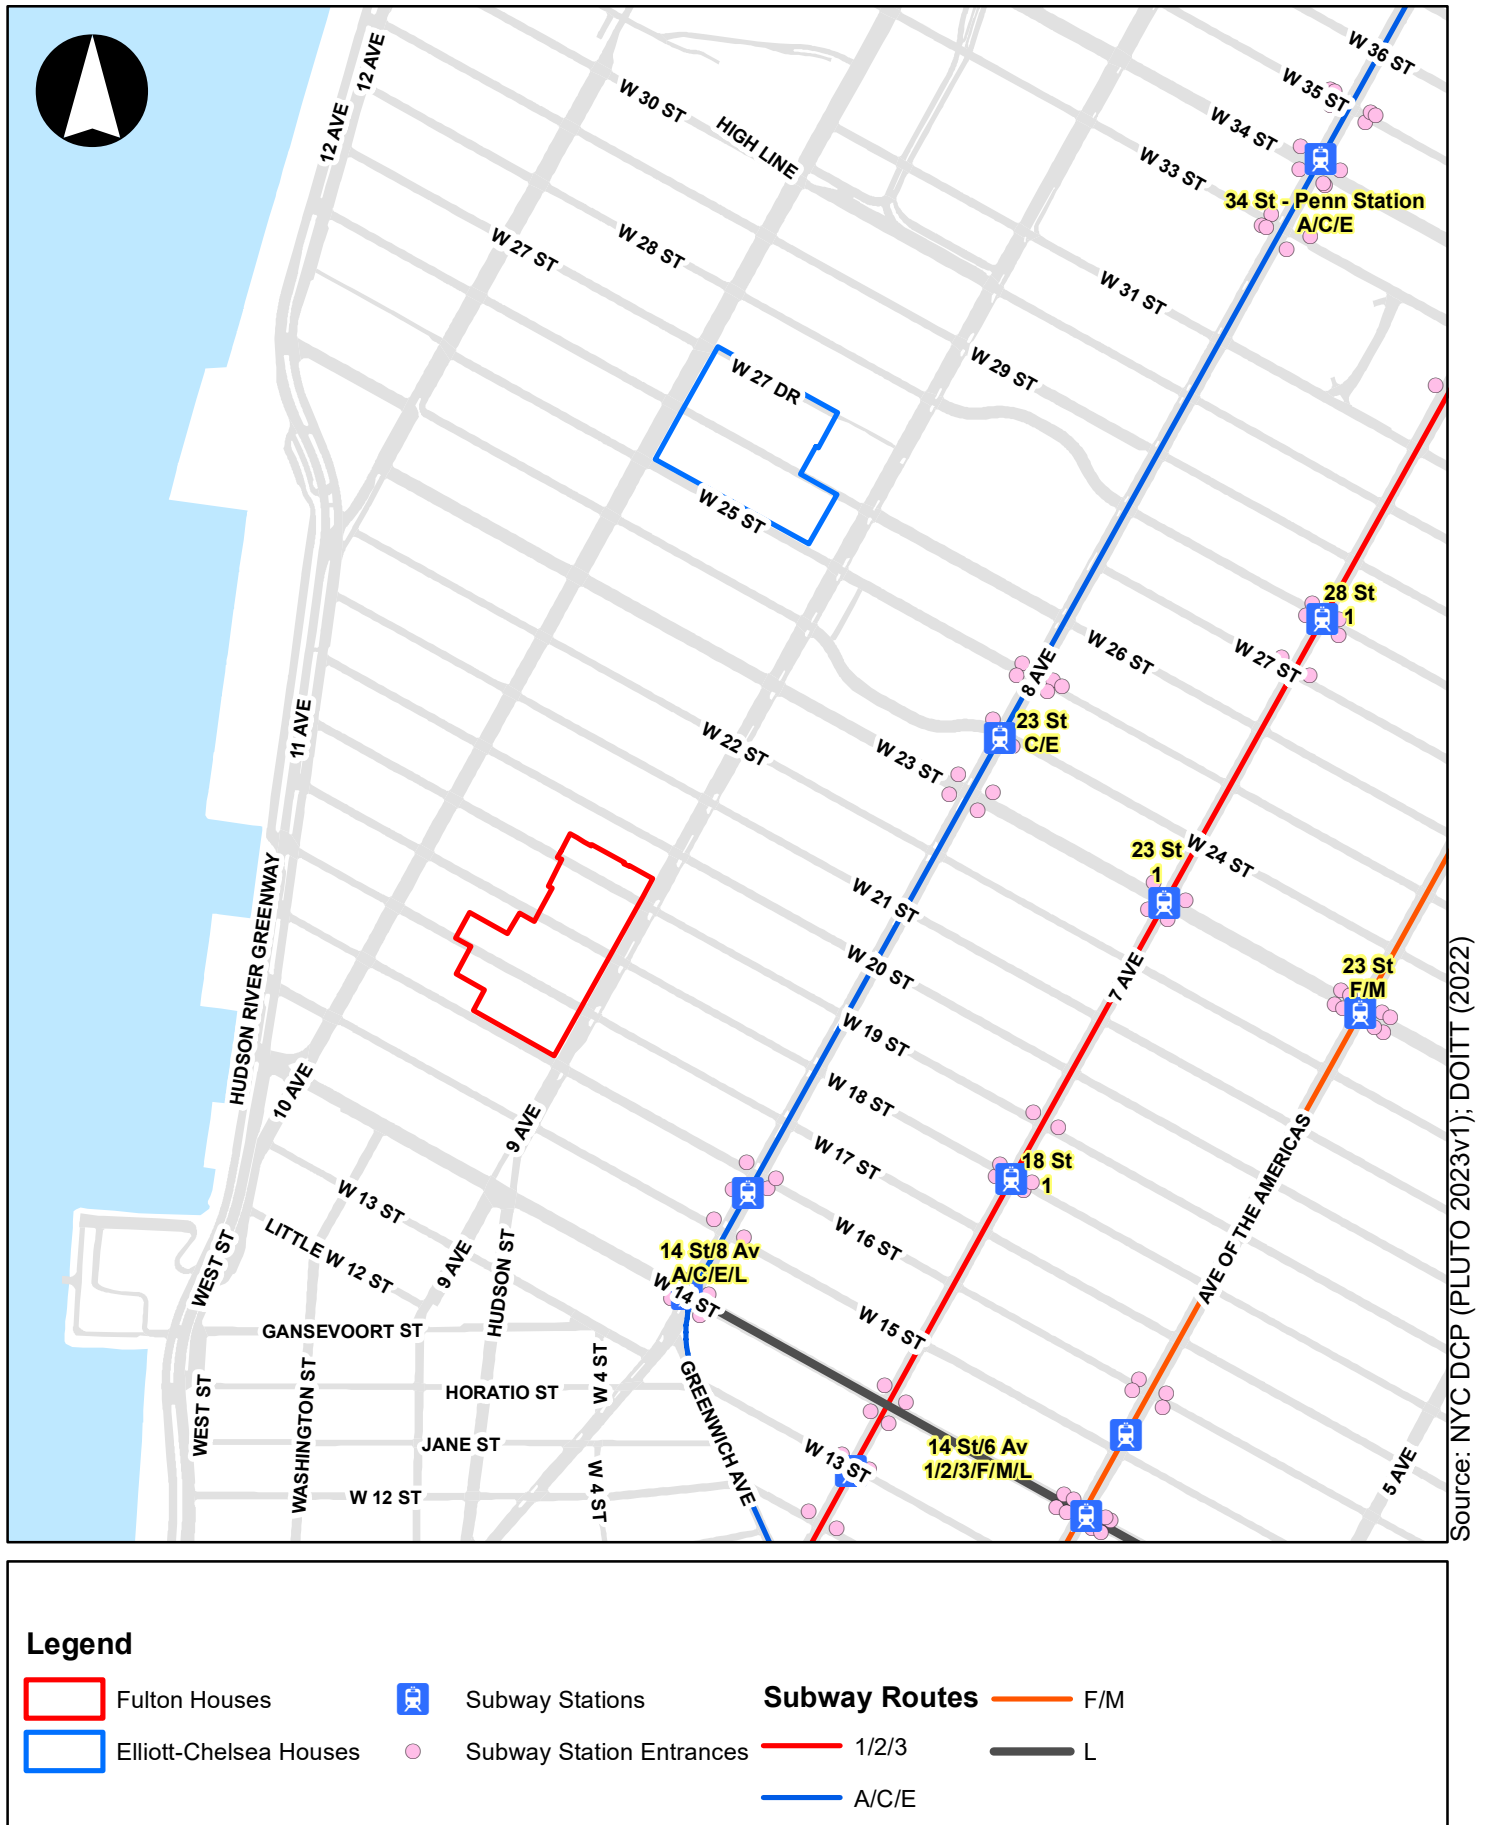 12 AVE
12 AVE
W 36 ST
W 35 ST
W 34 ST
W 33 ST
W 30 ST
HIGH LINE
34 St - Penn Station
A/C/E
W 27 ST
W 28 ST
W 31 ST
W 29 ST
W 27 DR
W 25 ST
28 St
1
W 27 ST
W 26 ST
8 AVE
23 St
C/E
11 AVE
W 22 ST
W 23 ST
W 24 ST
23 St
1
W 21 ST
W 20 ST
7 AVE
23 St
F/M
HUDSON RIVER GREENWAY
10 AVE
9 AVE
W 19 ST
W 18 ST
W 17 ST
18 St
1
AVE OF THE AMERICAS
W 13 ST
LITTLE W 12 ST
WEST ST
9 AVE
HUDSON ST
14 St/8 Av
A/C/E/L
W 14 ST
W 16 ST
W 15 ST
GANSEVOORT ST
HORATIO ST
W 4 ST
WEST ST
WASHINGTON ST
JANE ST
GREENWICH AVE
W 13 ST
14 St/6 Av
1/2/3/F/M/L
W 12 ST
W 4 ST
5 AVE
Source: NYC DCP (PLUTO 2023v1); DOITT (2022)
Legend
Fulton Houses
Elliott-Chelsea Houses
Subway Stations
Subway Station Entrances
Subway Routes
1/2/3
A/C/E
F/M
L